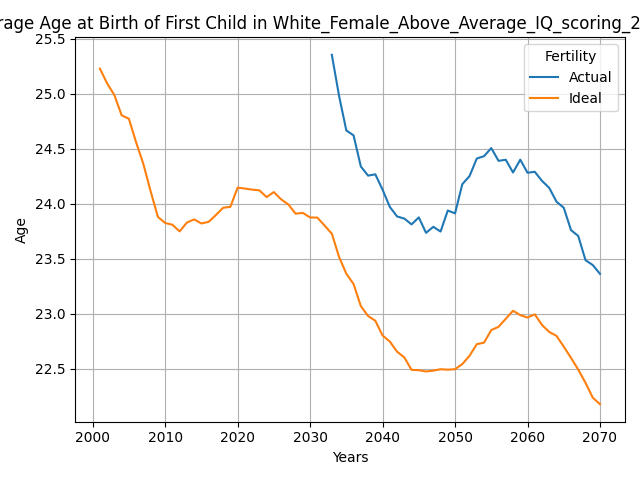 rage Age at Birth of First Child in White_Female_Above_Average_IQ_scoring_2
25.5
25.0
24.5
24.0
23.5
23.0
22.5
Age
2000 2010 2020 2030 2040 2050 2060 2070
Years
Fertility
Actual
Ideal